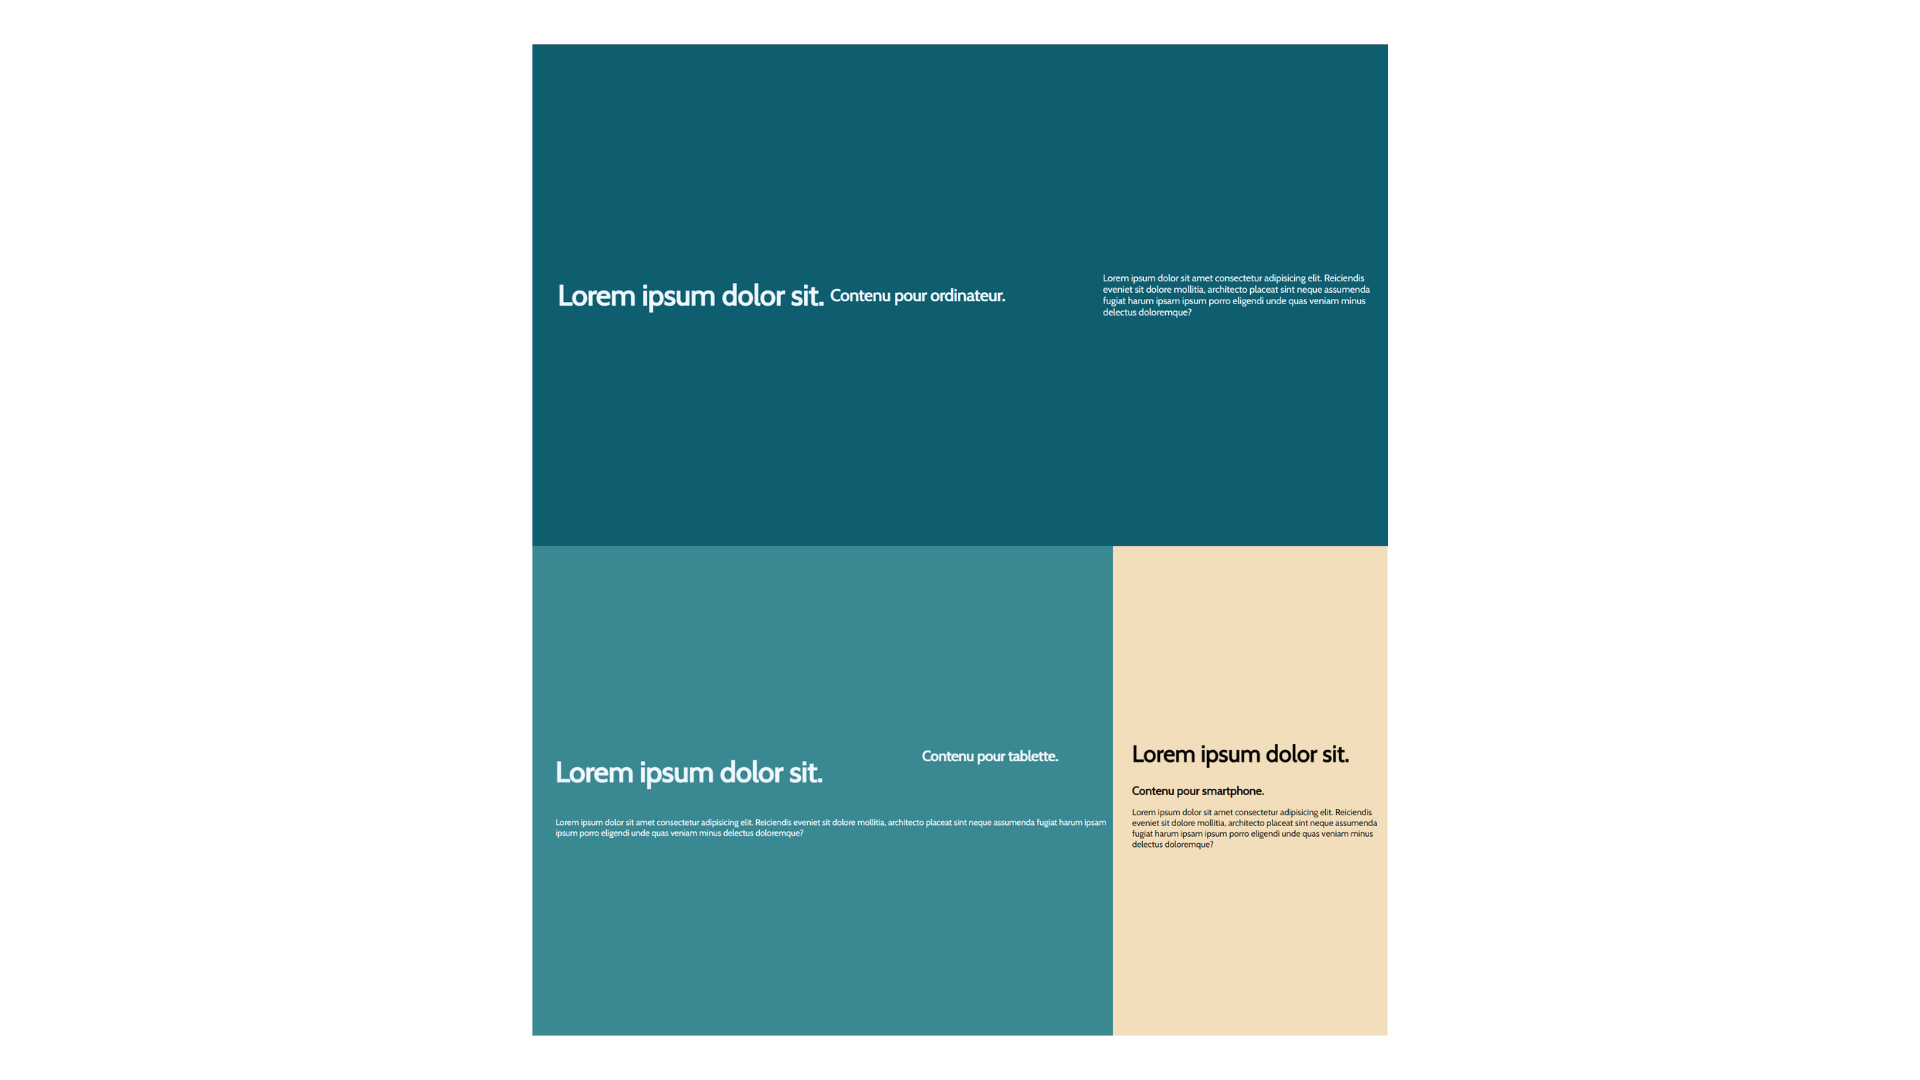 Lorem ipsum dolor sit. Contenu pour ordinateur.
Lorem ipsum dolor sit amet consectetur adipisicing elit. Reiciendis
eveniet sit dolore mollitia, architecto placeat sint neque assumenda
fugiat harum ipsam ipsum porro eligendi unde quas veniam minus
delectus doloremque?
Lorem ipsum dolor sit.
Contenu pour tablette.
Lorem ipsum dolor sit amet consectetur adipisicing elit. Reiciendis eveniet sit dolore mollitia, architecto placeat sint neque assumenda fugiat harum ipsam
ipsum porro eligendi unde quas veniam minus delectus doloremque?
Lorem ipsum dolor sit.
Contenu pour smartphone.
Lorem ipsum dolor sit amet consectetur adipisicing elit. Reiciendis
eveniet sit dolore mollitia, architecto placeat sint neque assumenda
fugiat harum ipsam ipsum porro eligendi unde quas veniam minus
delectus doloremque?